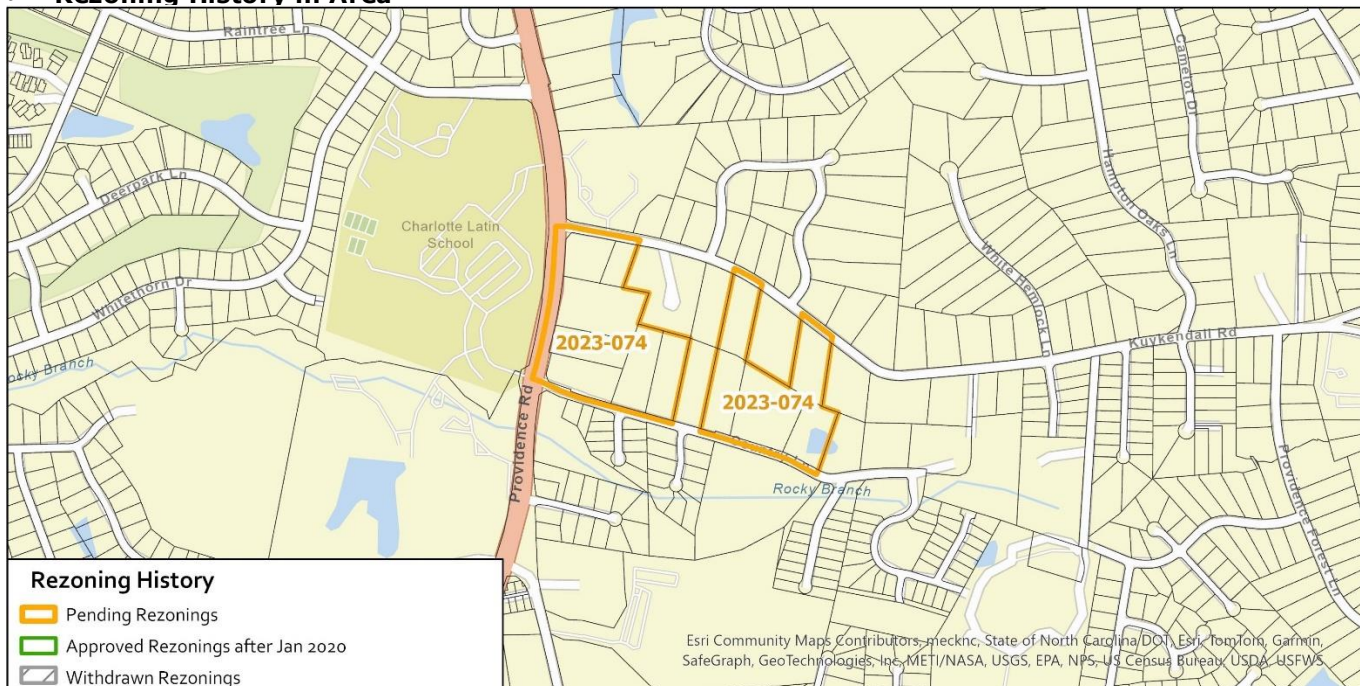 Rezoning History in Area
Raintree Ln
Camelot Dr
Deerpark Ln
Charlotte Latin
School
Hampton Oaks Ln
White Hemlock Ln
Whitethorn Dr
2023-074
Kuykendall Rd
Rocky Branch
Providence Rd
2023-074
Rocky Branch
Providence Forest Ln
Rezoning History
Pending Rezonings
Approved Rezonings after Jan 2020
Withdrawn Rezonings
Esri Community Maps Contributors, mecknc, State of North Carolina DOT, Esri, TomTom, Garmin,
SafeGraph, GeoTechnologies, Inc, METI/NASA, USGS, EPA, NPS, US Census Bureau, USDA, USFWS